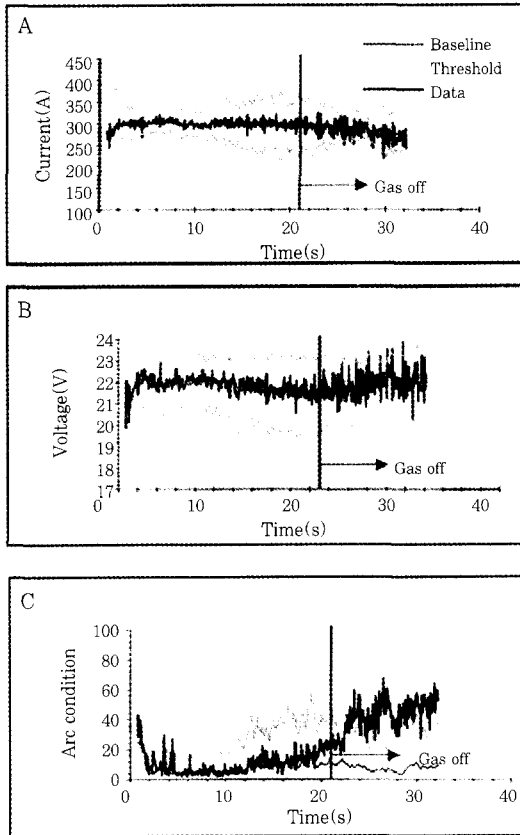 A
Baseline
Threshold
Data
450
400
350
300
250
200
150
100
Current(A)
Gas off
0
10
20
30
40
Time(s)
B
24
23
22
21
20
19
18
17
Voltage(V)
Gas off
0
10
20
30
40
Time(s)
C
100
80
60
40
20
0
Arc condition
Gas off
0
10
20
30
40
Time(s)